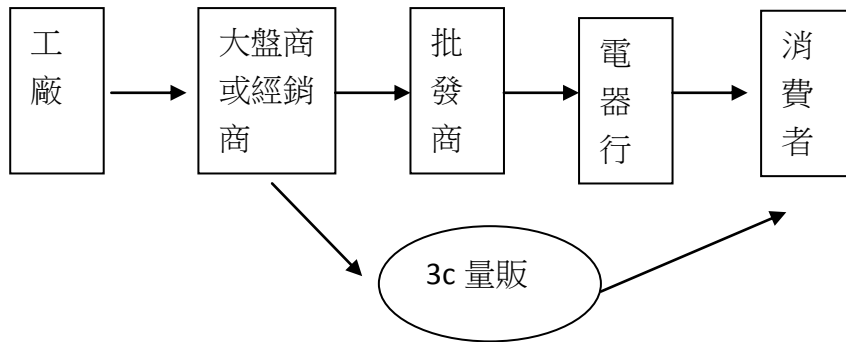 工
廠
大盤商
或經銷
商
批
發
商
電
器
行
消
費
者
3c 量販